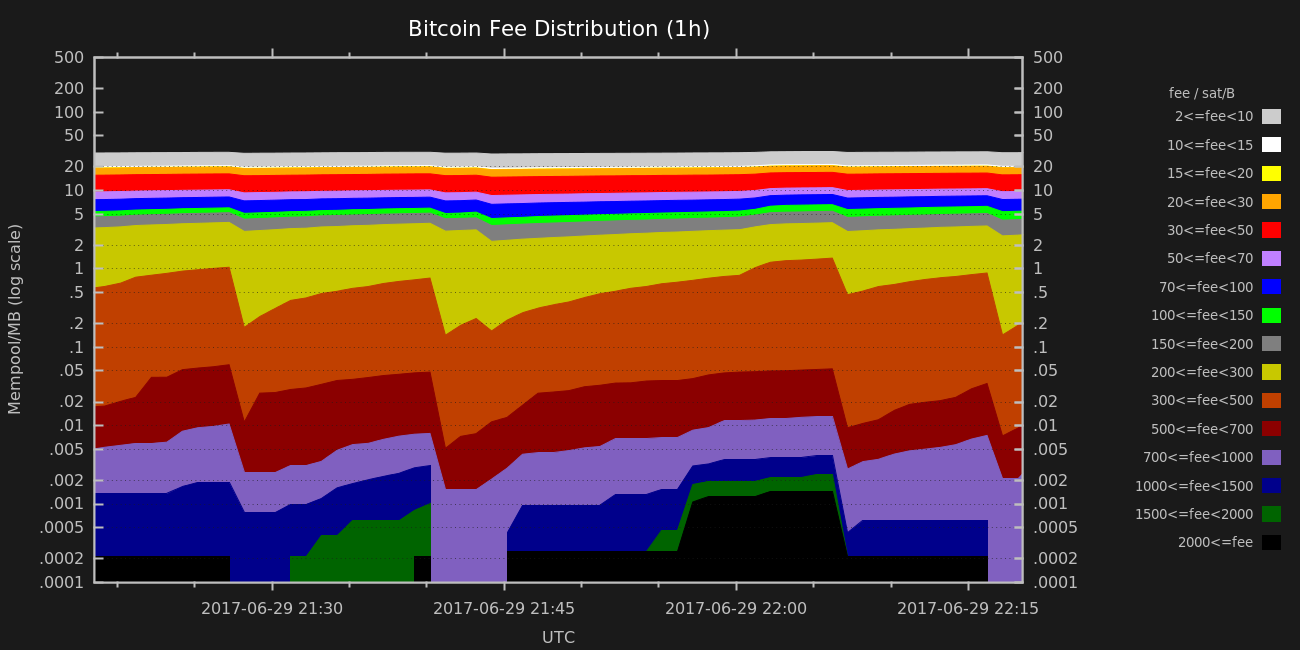 Bitcoin Fee Distribution (1h)
500 500
200 200
100 100
50 50
20 20
10 10
5 5
2 2
1 1
.5 .5
.2 .2
.1 .1
.05 .05
.02 .02
.01 .01
.005 .005
.002 .002
.001 .001
.0005 .0005
.0002 .0002
.0001 .0001
Mempool/MB (log scale)
2017-06-29 21:30 2017-06-29 21:45 2017-06-29 22:00 2017-06-29 22:15
UTC
fee / sat/B
2<=fee<10
10<=fee<15
15<=fee<20
20<=fee<30
30<=fee<50
50<=fee<70
70<=fee<100
100<=fee<150
150<=fee<200
200<=fee<300
300<=fee<500
500<=fee<700
700<=fee<1000
1000<=fee<1500
1500<=fee<2000
2000<=fee